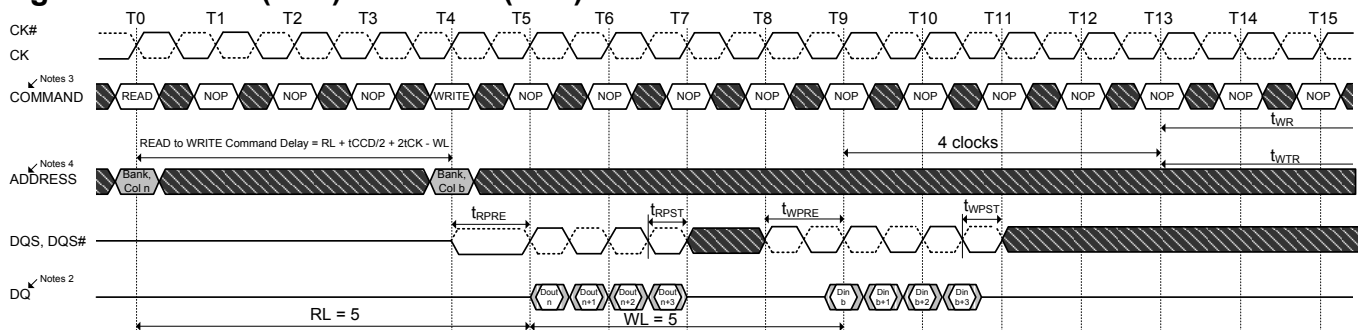 T0 T1 T2 T3 T4 T5 T6 T7 T8 T9 T10 T11 T12 T13 T14 T15
CK#
CK
Notes 3
COMMAND READ NOP NOP NOP WRITE NOP NOP NOP NOP NOP NOP NOP NOP NOP NOP NOP
tWR
READ to WRITE Command Delay = RL + tCCD/2 + 2tCK - WL
4 clocks
tWTR
Notes 4
ADDRESS Bank, Col n Bank, Col b
tRPRE tRPST tWPRE tWPST
DQS, DQS#
Notes 2
DQ Dout n Dout n+1 Dout n+2 Dout n+3 Din b Din b+1 Din b+2 Din b+3
RL = 5 WL = 5